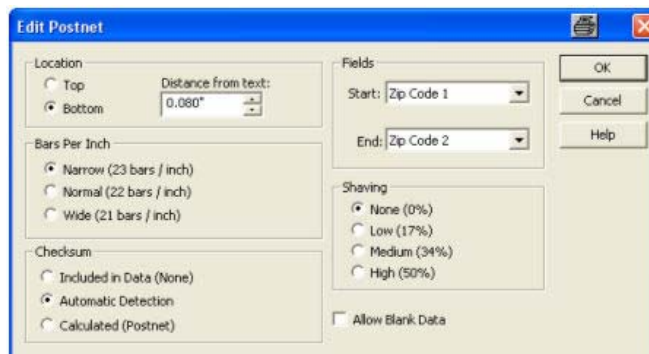 Edit Postnet
Location
Top
Bottom
Distance from text:
0.080"
Bars Per Inch
Narrow (23 bars / inch)
Normal (22 bars / inch)
Wide (21 bars / inch)
Checksum
Included in Data (None)
Automatic Detection
Calculated (Postnet)
Fields
Start: Zip Code 1
End: Zip Code 2
Shaving
None (0%)
Low (17%)
Medium (34%)
High (50%)
Allow Blank Data
OK
Cancel
Help